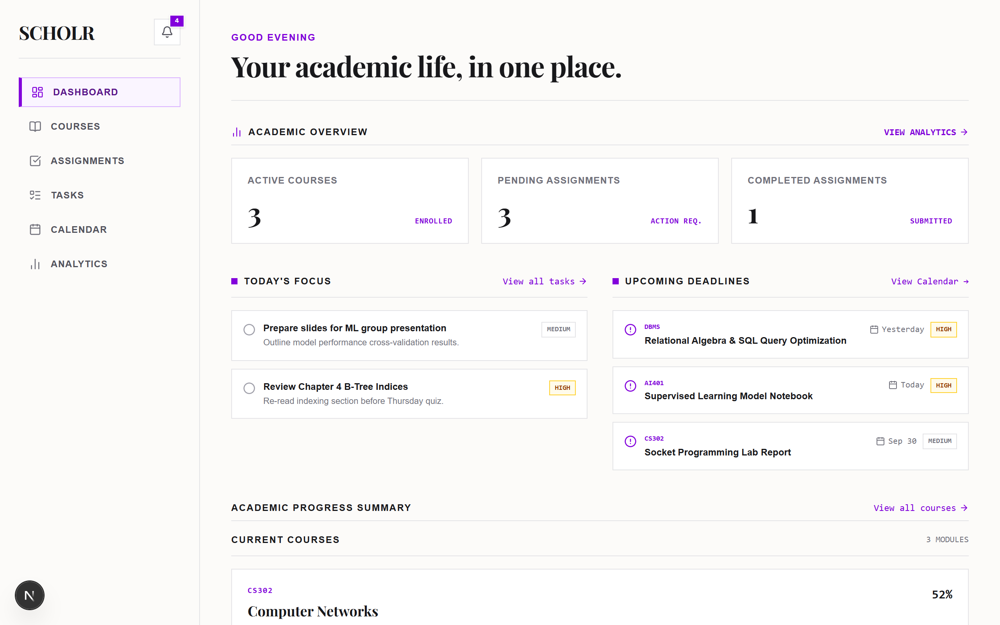 SCHOLR
4
DASHBOARD
COURSES
ASSIGNMENTS
TASKS
CALENDAR
ANALYTICS
N
GOOD EVENING
Your academic life, in one place.
ACADEMIC OVERVIEW
VIEW ANALYTICS →
ACTIVE COURSES
3
ENROLLED
PENDING ASSIGNMENTS
3
ACTION REQ.
COMPLETED ASSIGNMENTS
1
SUBMITTED
TODAY'S FOCUS
View all tasks →
Prepare slides for ML group presentation
MEDIUM
Outline model performance cross-validation results.
Review Chapter 4 B-Tree Indices
HIGH
Re-read indexing section before Thursday quiz.
UPCOMING DEADLINES
View Calendar →
DBMS
Yesterday
HIGH
Relational Algebra & SQL Query Optimization
AI401
Today
HIGH
Supervised Learning Model Notebook
CS302
Sep 30
MEDIUM
Socket Programming Lab Report
ACADEMIC PROGRESS SUMMARY
View all courses →
CURRENT COURSES
3 MODULES
CS302
52%
Computer Networks